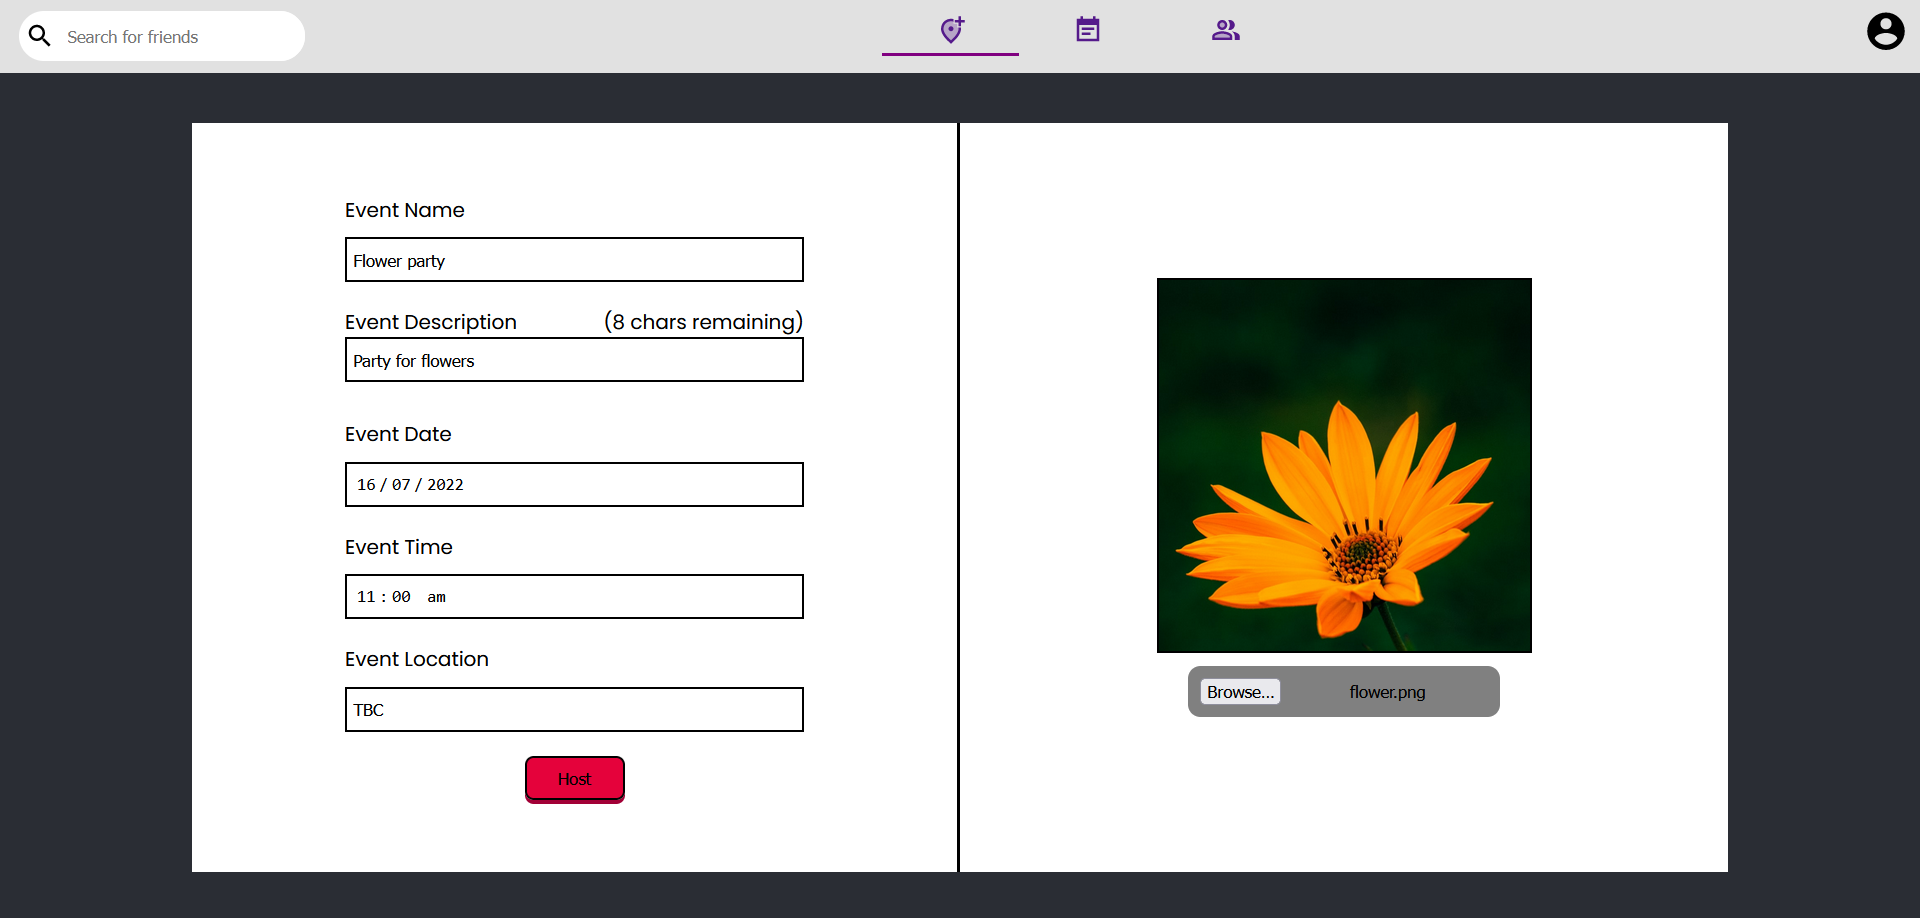 Search for friends
Event Name
Flower party
Event Description (8 chars remaining)
Party for flowers
Event Date
16 / 07 / 2022
Event Time
11 : 00 am
Event Location
TBC
Host
Browse... flower.png